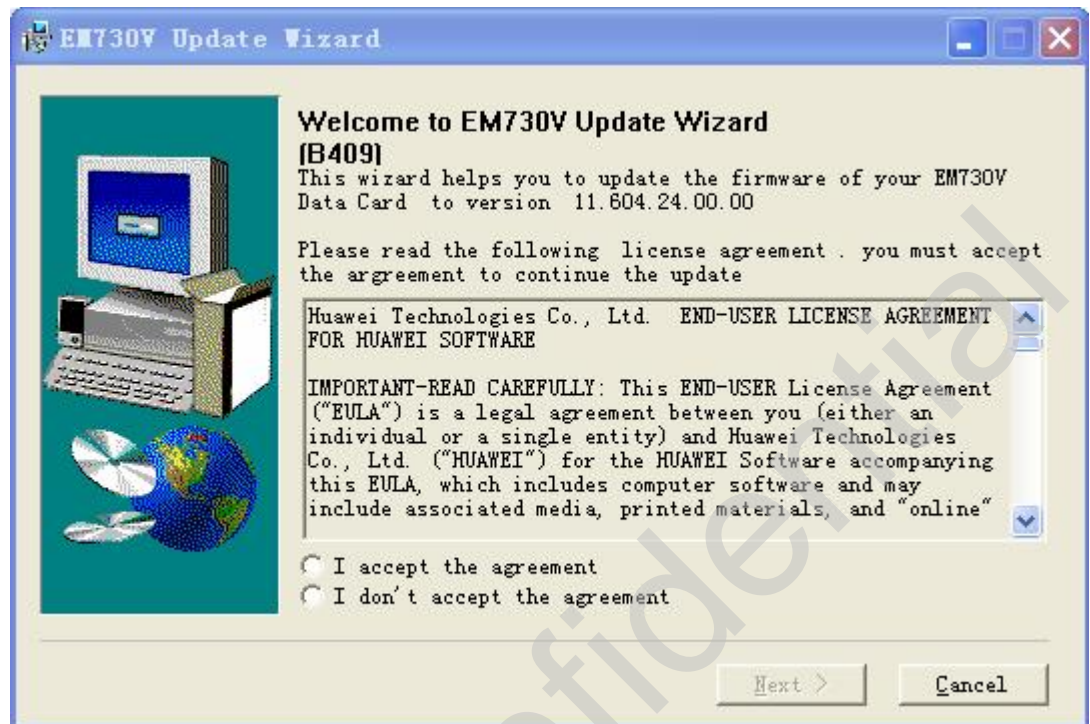 EM730V Update Wizard
Welcome to EM730V Update Wizard
(B409)
This wizard helps you to update the firmware of your EM730V
Data Card  to version  11.604.24.00.00
Please read the following  license agreement . you must accept
the argreement to continue the update
Huawei Technologies Co., Ltd.  END-USER LICENSE AGREEMENT
FOR HUAWEI SOFTWARE
IMPORTANT-READ CAREFULLY: This END-USER License Agreement
("EULA") is a legal agreement between you (either an
individual or a single entity) and Huawei Technologies
Co., Ltd. ("HUAWEI") for the HUAWEI Software accompanying
this EULA, which includes computer software and may
include associated media, printed materials, and "online"
I accept the agreement
I don't accept the agreement
Next >
Cancel
fidential